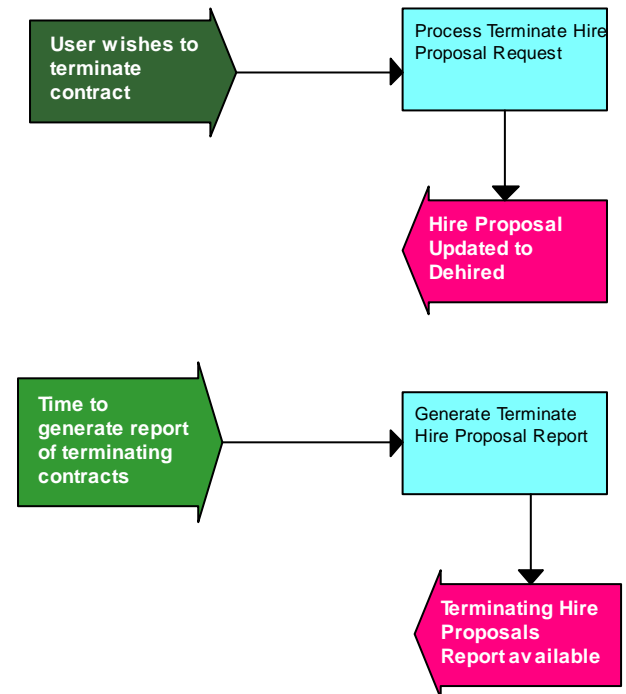 User wishes to
terminate
contract
Process Terminate Hire
Proposal Request
Hire Proposal
Updated to
Dehired
Time to
generate report
of terminating
contracts
Generate Terminate
Hire Proposal Report
Terminating Hire
Proposals
Report available